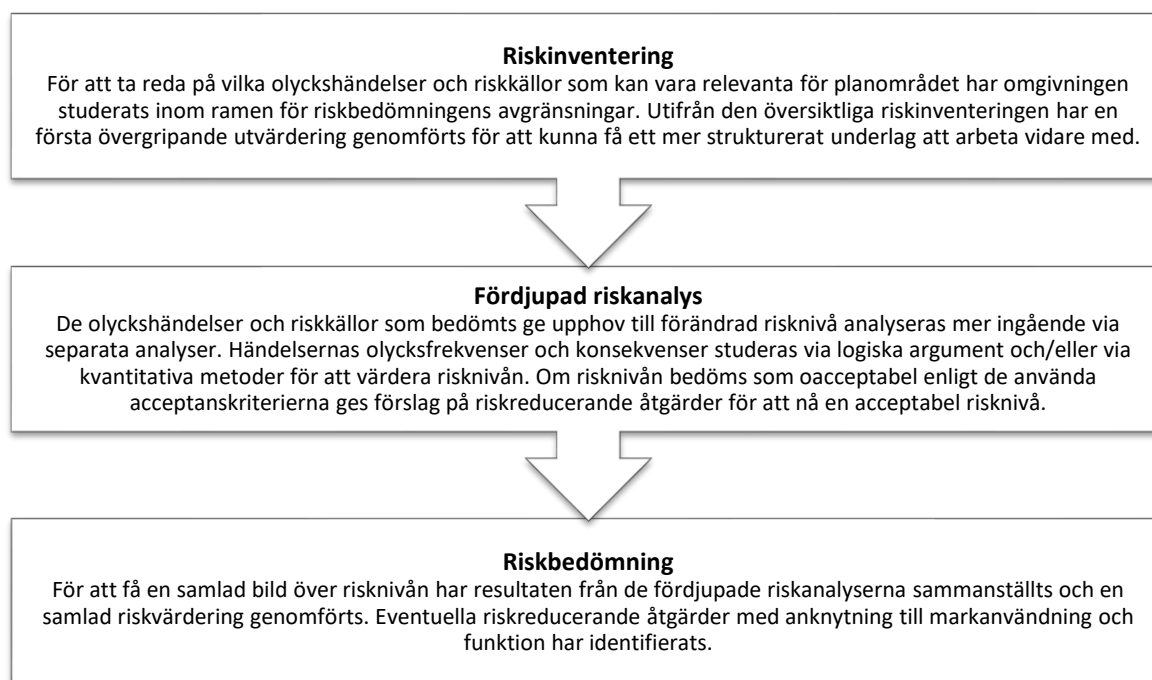 Riskinventering
För att ta reda på vilka olyckshändelser och riskkällor som kan vara relevanta för planområdet har omgivningen
studerats inom ramen för riskbedömningens avgränsningar. Utifrån den översiktliga riskinventeringen har en
första övergripande utvärdering genomförts för att kunna få ett mer strukturerat underlag att arbeta vidare med.
Fördjupad riskanalys
De olyckshändelser och riskkällor som bedömts ge upphov till förändrad risknivå analyseras mer ingående via
separata analyser. Händelsernas olycksfrekvenser och konsekvenser studeras via logiska argument och/eller via
kvantitativa metoder för att värdera risknivån. Om risknivån bedöms som oacceptabel enligt de använda
acceptanskriterierna ges förslag på riskreducerande åtgärder för att nå en acceptabel risknivå.
Riskbedömning
För att få en samlad bild över risknivån har resultaten från de fördjupade riskanalyserna sammanställts och en
samlad riskvärdering genomförts. Eventuella riskreducerande åtgärder med anknytning till markanvändning och
funktion har identifierats.